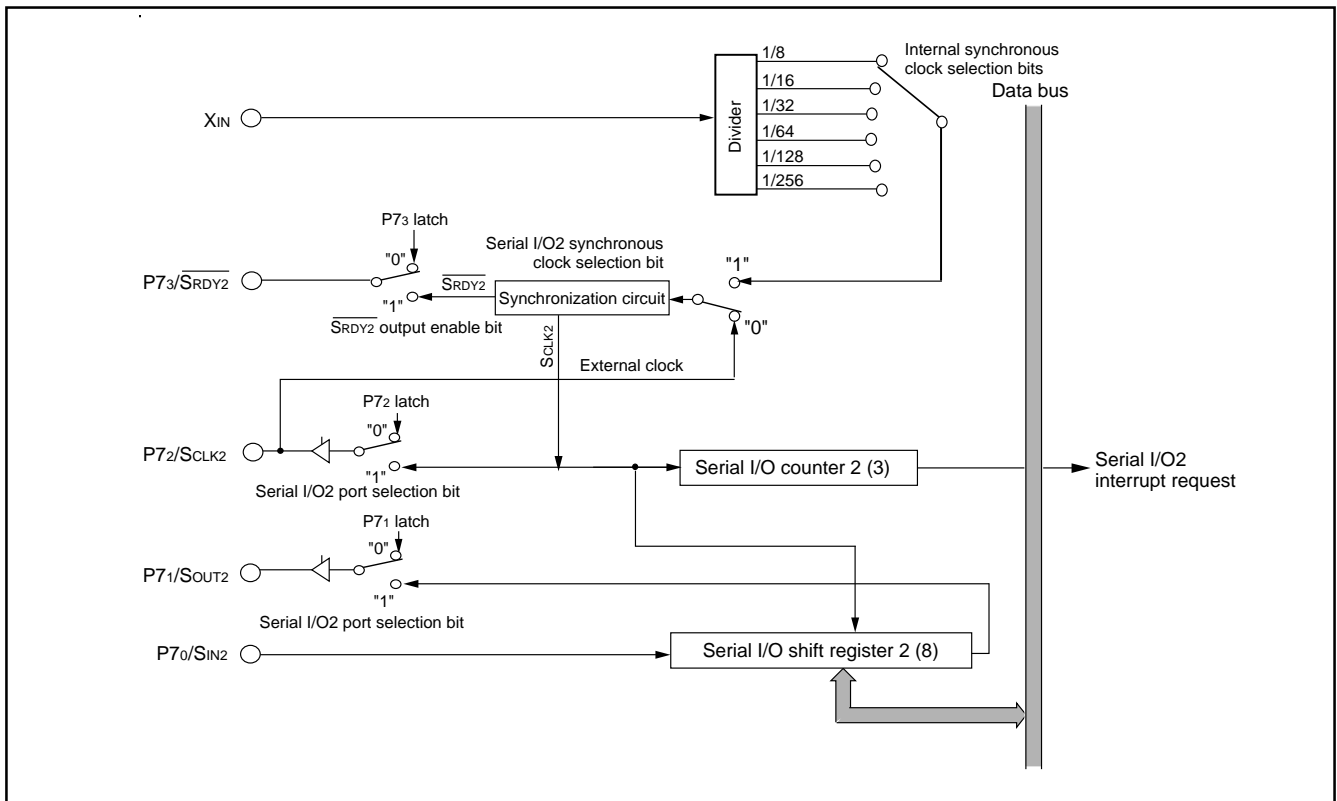 1/8
Internal synchronous
clock selection bits
1/16
Data bus
1/32
XIN
Divider
1/64
1/128
1/256
P73 latch
Serial I/O2 synchronous
clock selection bit
"0"
"1"
P73/SRDY2
SRDY2
Synchronization circuit
"1"
"0"
SRDY2 output enable bit
SCLK2
External clock
P72 latch
"0"
P72/SCLK2
"1"
Serial I/O counter 2 (3)
Serial I/O2
interrupt request
Serial I/O2 port selection bit
P71 latch
"0"
P71/SOUT2
"1"
Serial I/O2 port selection bit
P70/SIN2
Serial I/O shift register 2 (8)